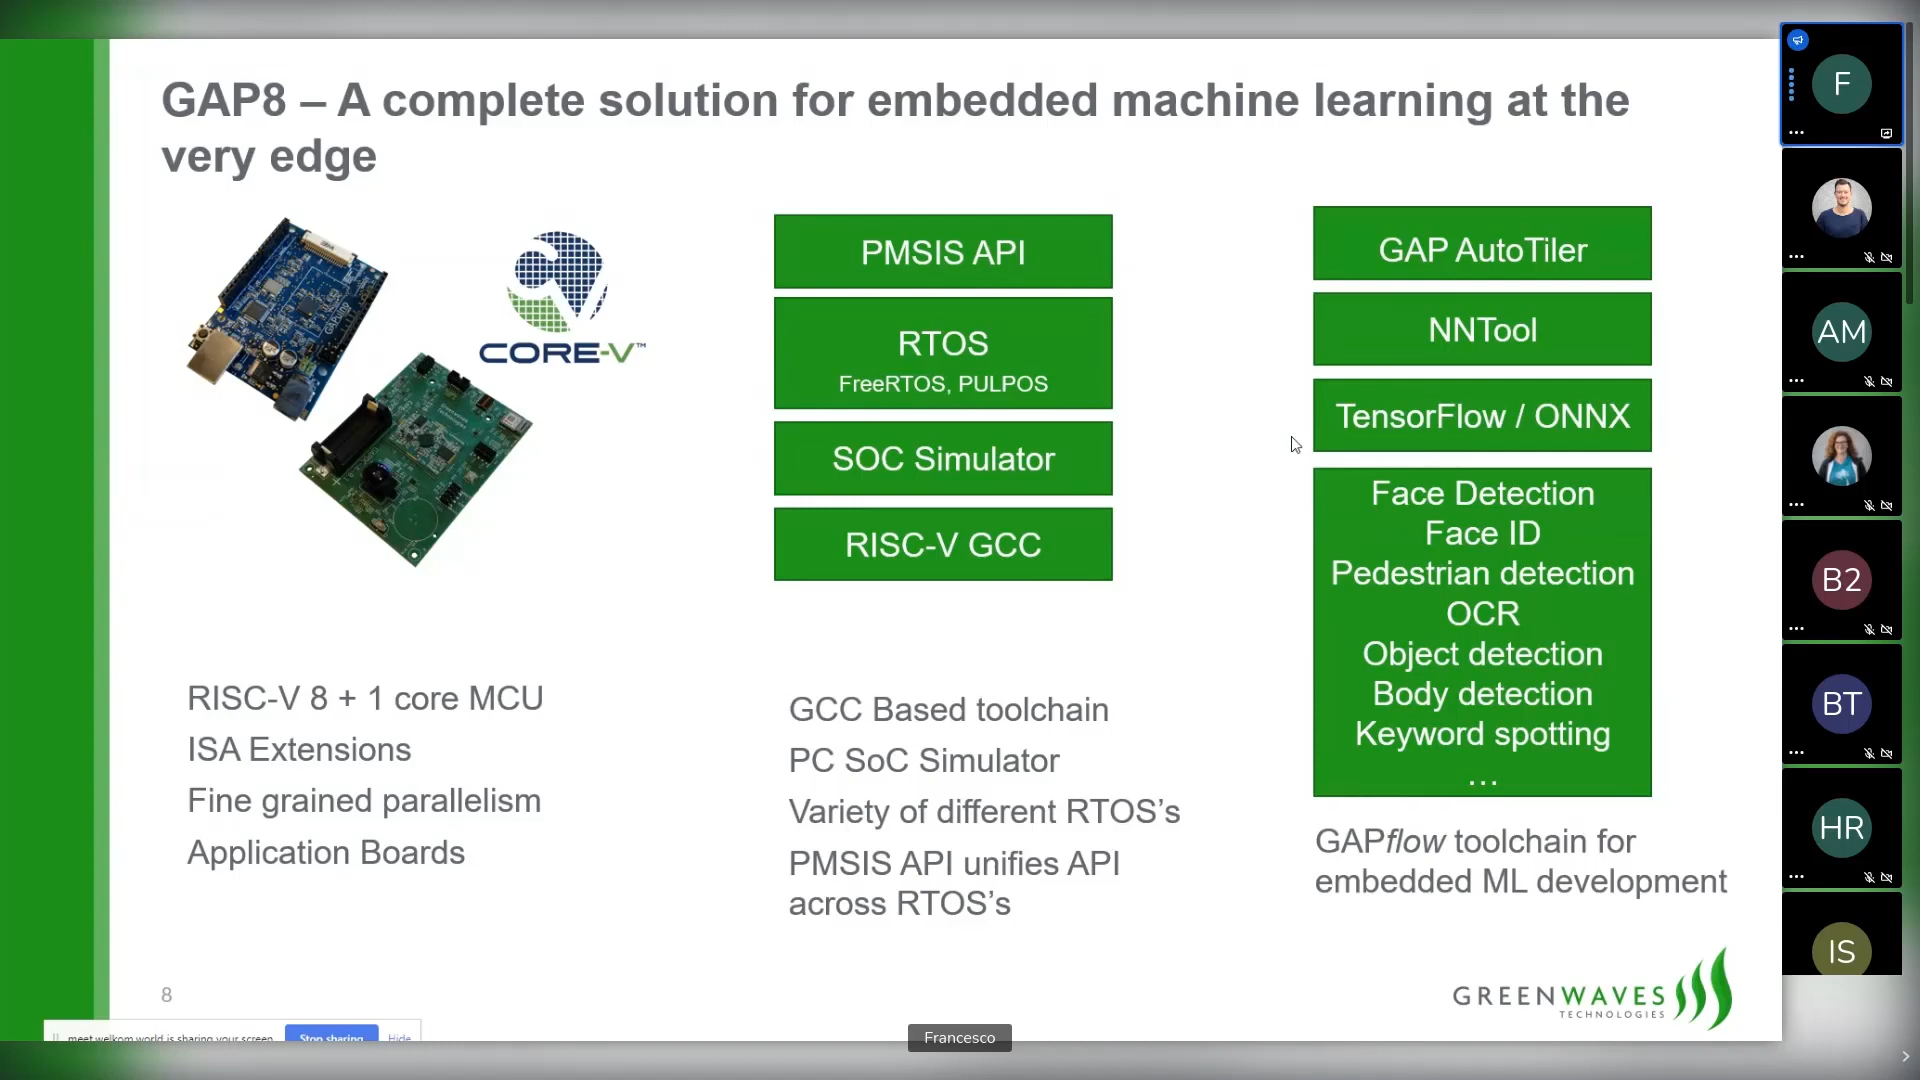 GAP8 – A complete solution for embedded machine learning at the
very edge
CORE-V™
RISC-V 8 + 1 core MCU
ISA Extensions
Fine grained parallelism
Application Boards
PMSIS API
RTOS
FreeRTOS, PULPOS
SOC Simulator
RISC-V GCC
GCC Based toolchain
PC SoC Simulator
Variety of different RTOS’s
PMSIS API unifies API
across RTOS’s
GAP AutoTiler
NNTool
TensorFlow / ONNX
Face Detection
Face ID
Pedestrian detection
OCR
Object detection
Body detection
Keyword spotting
…
GAPflow toolchain for
embedded ML development
8
GREENWAVES
TECHNOLOGIES
meet.welkom.world is sharing your screen.
Stop sharing
Hide
Francesco
F
AM
B2
BT
HR
IS